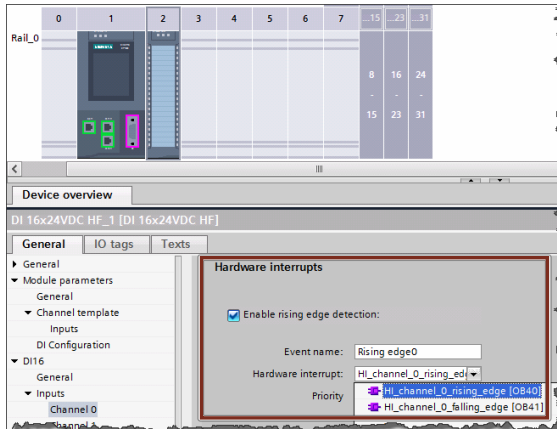 0 1 2 3 4 5 6 7 ...15 ...23 ...31
Rail_0
SIEMENS
8 16 24
- - -
15 23 31
Device overview
DI 16x24VDC HF_1 [DI 16x24VDC HF]
General IO tags Texts
General
Module parameters
General
Channel template
Inputs
DI Configuration
DI16
General
Inputs
Channel 0
Hardware interrupts
Enable rising edge detection:
Event name: Rising edge0
Hardware interrupt: HI_channel_0_rising_ed
Priority
HI_channel_0_rising_edge [OB40]
HI_channel_0_falling_edge [OB41]